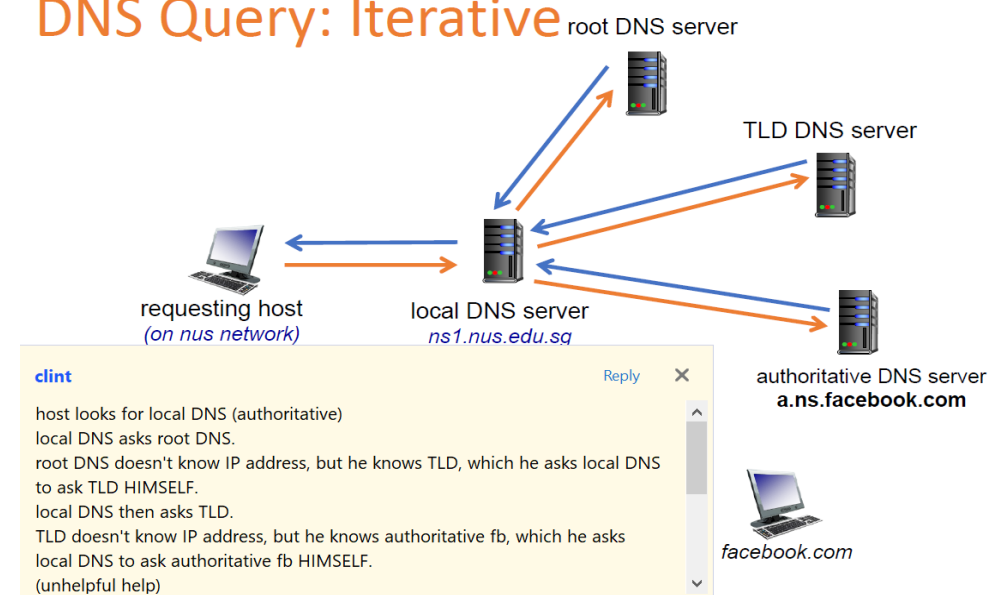 DNS Query: Iterative
root DNS server
TLD DNS server
requesting host
(on nus network)
local DNS server
ns1.nus.edu.sg
authoritative DNS server
a.ns.facebook.com
clint
Reply
host looks for local DNS (authoritative)
local DNS asks root DNS.
root DNS doesn't know IP address, but he knows TLD, which he asks local DNS
to ask TLD HIMSELF.
local DNS then asks TLD.
TLD doesn't know IP address, but he knows authoritative fb, which he asks
local DNS to ask authoritative fb HIMSELF.
(unhelpful help)
facebook.com